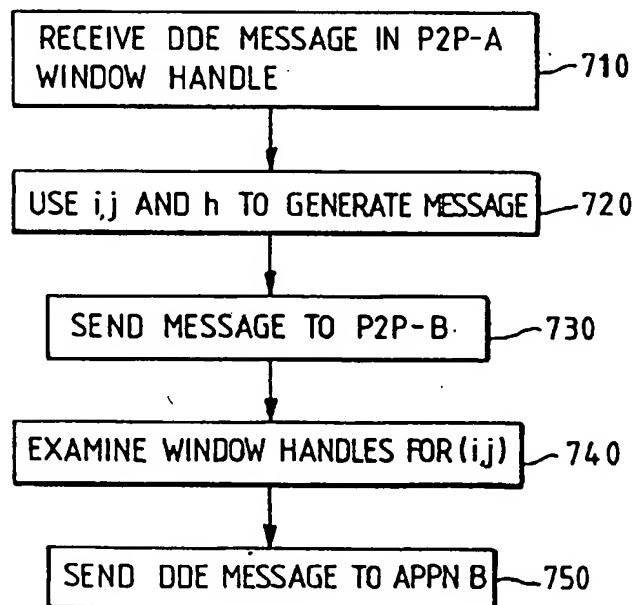 RECEIVE DDE MESSAGE IN P2P-A
WINDOW HANDLE
710
USE i,j AND h TO GENERATE MESSAGE
720
SEND MESSAGE TO P2P-B.
730
EXAMINE WINDOW HANDLES FOR (i,j)
740
SEND DDE MESSAGE TO APPN B
750